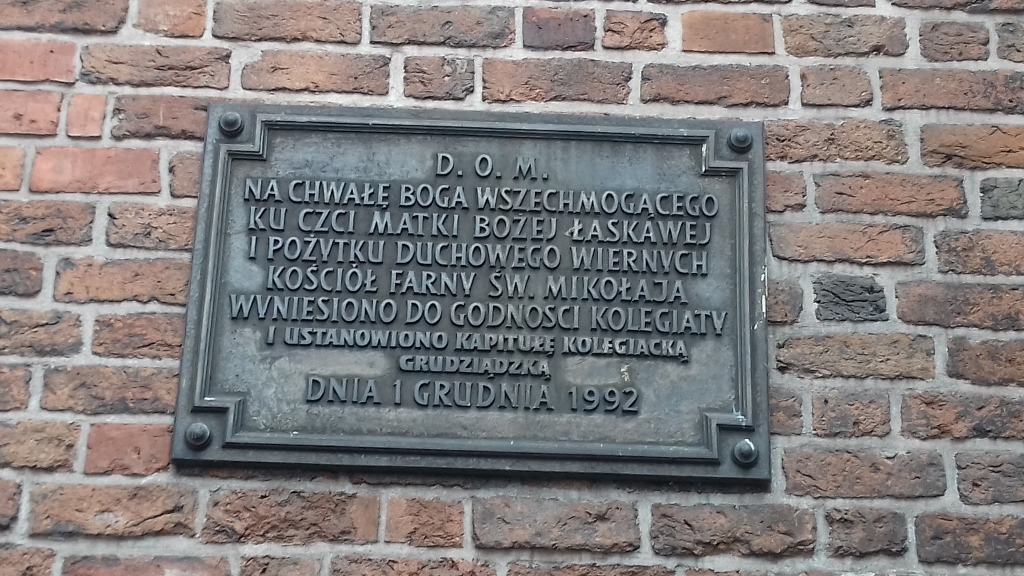 D. O. M.
NA CHWAŁĘ BOGA WSZECHMOGĄCEGO
KU CZCI MATKI BOŻEJ ŁASKAWEJ
I POŻYTKU DUCHOWEGO WIERNYCH
KOŚCIÓŁ FARNY ŚW. MIKOŁAJA
WYNIESIONO DO GODNOŚCI KOLEGIATY
I USTANOWIONO KAPITUŁĘ KOLEGIACKĄ
GRUDZIĄDZKĄ
DNIA 1 GRUDNIA 1992